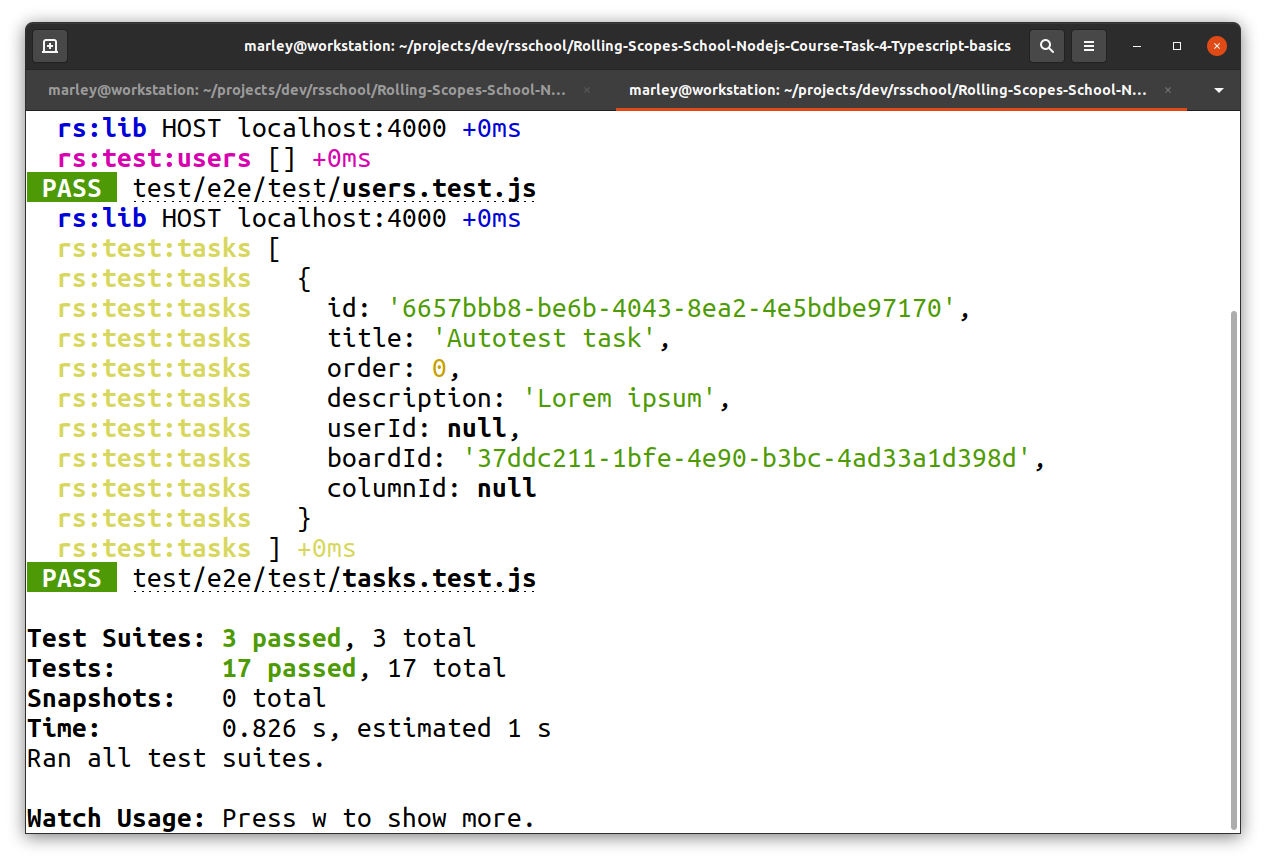 marley@workstation: ~/projects/dev/rsschool/Rolling-Scopes-School-Nodejs-Course-Task-4-Typescript-basics
marley@workstation: ~/projects/dev/rsschool/Rolling-Scopes-School-N...
marley@workstation: ~/projects/dev/rsschool/Rolling-Scopes-School-N...
rs:lib HOST localhost:4000 +0ms
rs:test:users [] +0ms
PASS test/e2e/test/users.test.js
rs:lib HOST localhost:4000 +0ms
rs:test:tasks [
rs:test:tasks   {
rs:test:tasks     id: '6657bbb8-be6b-4043-8ea2-4e5bdbe97170',
rs:test:tasks     title: 'Autotest task',
rs:test:tasks     order: 0,
rs:test:tasks     description: 'Lorem ipsum',
rs:test:tasks     userId: null,
rs:test:tasks     boardId: '37ddc211-1bfe-4e90-b3bc-4ad33a1d398d',
rs:test:tasks     columnId: null
rs:test:tasks   }
rs:test:tasks ] +0ms
PASS test/e2e/test/tasks.test.js
Test Suites: 3 passed, 3 total
Tests:       17 passed, 17 total
Snapshots:   0 total
Time:        0.826 s, estimated 1 s
Ran all test suites.
Watch Usage: Press w to show more.